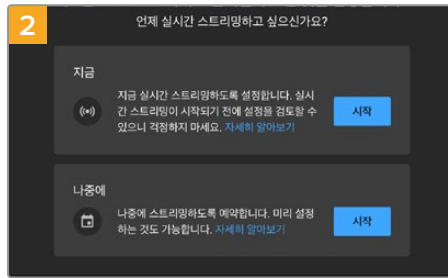 2
언제 실시간 스트리밍하고 싶으신가요?
지금
지금 실시간 스트리밍하도록 설정합니다. 실시
간 스트리밍이 시작되기 전에 설정을 검토할 수
있으니 걱정하지 마세요. 자세히 알아보기
시작
나중에
나중에 스트리밍하도록 예약합니다. 미리 설정
하는 것도 가능합니다. 자세히 알아보기
시작